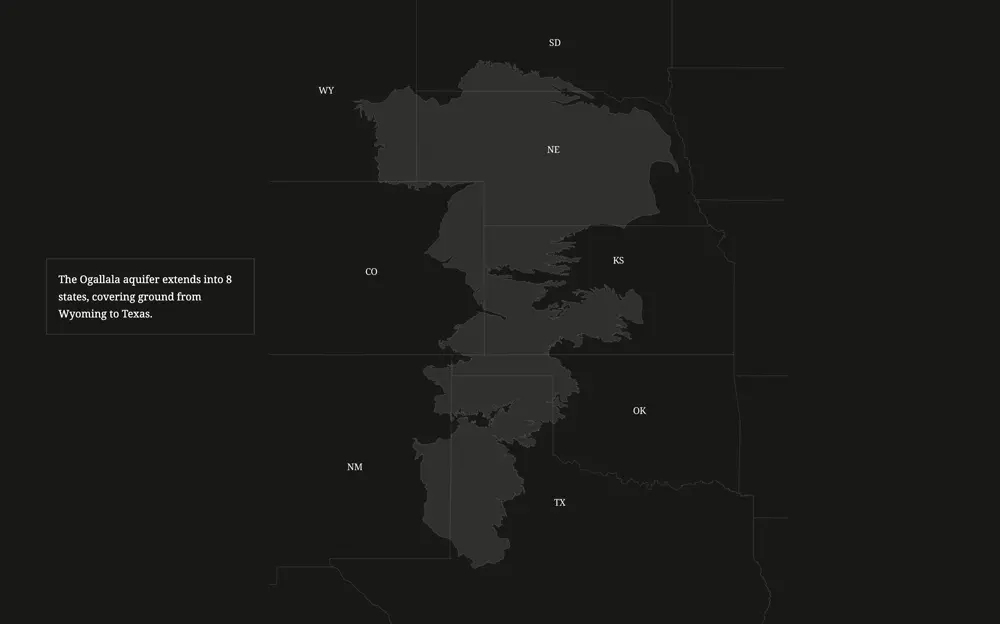 SD
WY
NE
KS
CO
The Ogallala aquifer extends into 8
states, covering ground from
Wyoming to Texas.
OK
NM
TX